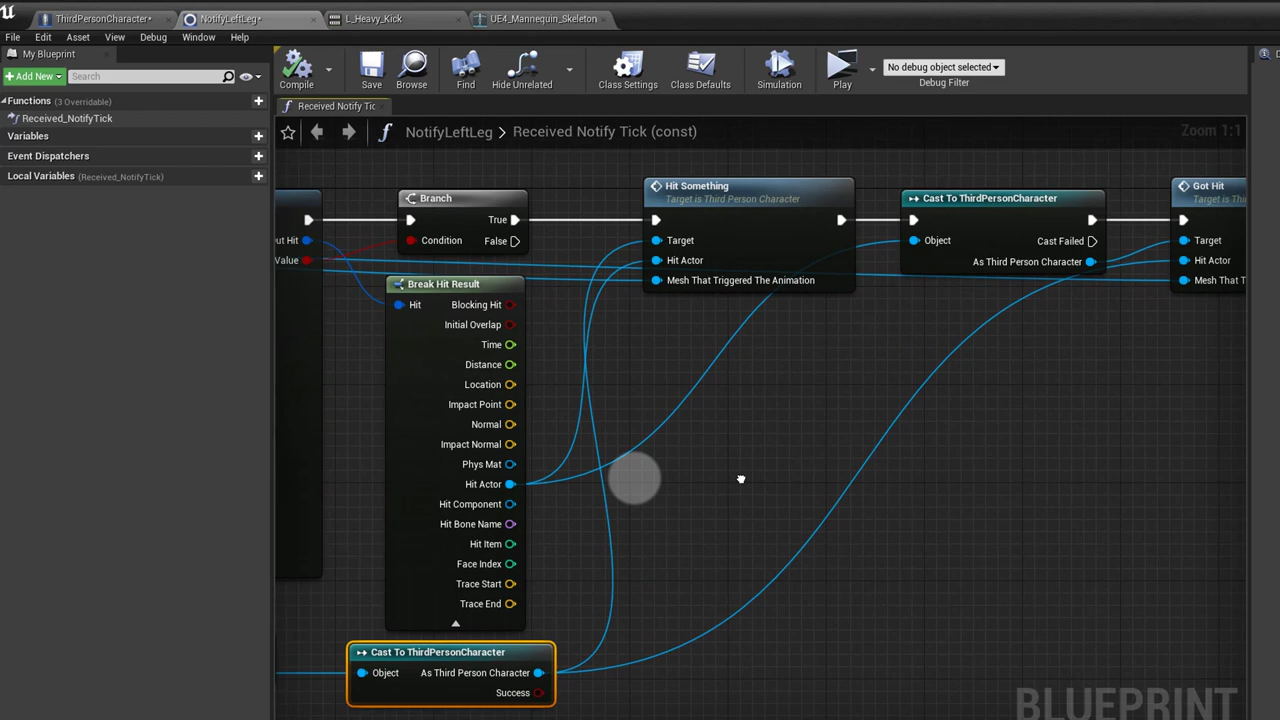 ThirdPersonCharacter*
NotifyLeftLeg*
L_Heavy_Kick
UE4_Mannequin_Skeleton
File
Edit
Asset
View
Debug
Window
Help
My Blueprint
Add New
Search
Functions (3 Overridable)
Received_NotifyTick
Variables
Event Dispatchers
Local Variables (Received_NotifyTick)
Compile
Save
Browse
Find
Hide Unrelated
Class Settings
Class Defaults
Simulation
Play
No debug object selected
Debug Filter
Received Notify Tic
NotifyLeftLeg > Received Notify Tick (const)
Zoom 1:1
ut Hit
Value
Branch
True
Condition
False
Hit Something
Target is Third Person Character
Target
Hit Actor
Mesh That Triggered The Animation
Cast To ThirdPersonCharacter
Object
Cast Failed
As Third Person Character
Got Hit
Target is Thi
Target
Hit Actor
Mesh That T
Break Hit Result
Hit
Blocking Hit
Initial Overlap
Time
Distance
Location
Impact Point
Normal
Impact Normal
Phys Mat
Hit Actor
Hit Component
Hit Bone Name
Hit Item
Face Index
Trace Start
Trace End
Cast To ThirdPersonCharacter
Object
As Third Person Character
Success
BLUEPRINT